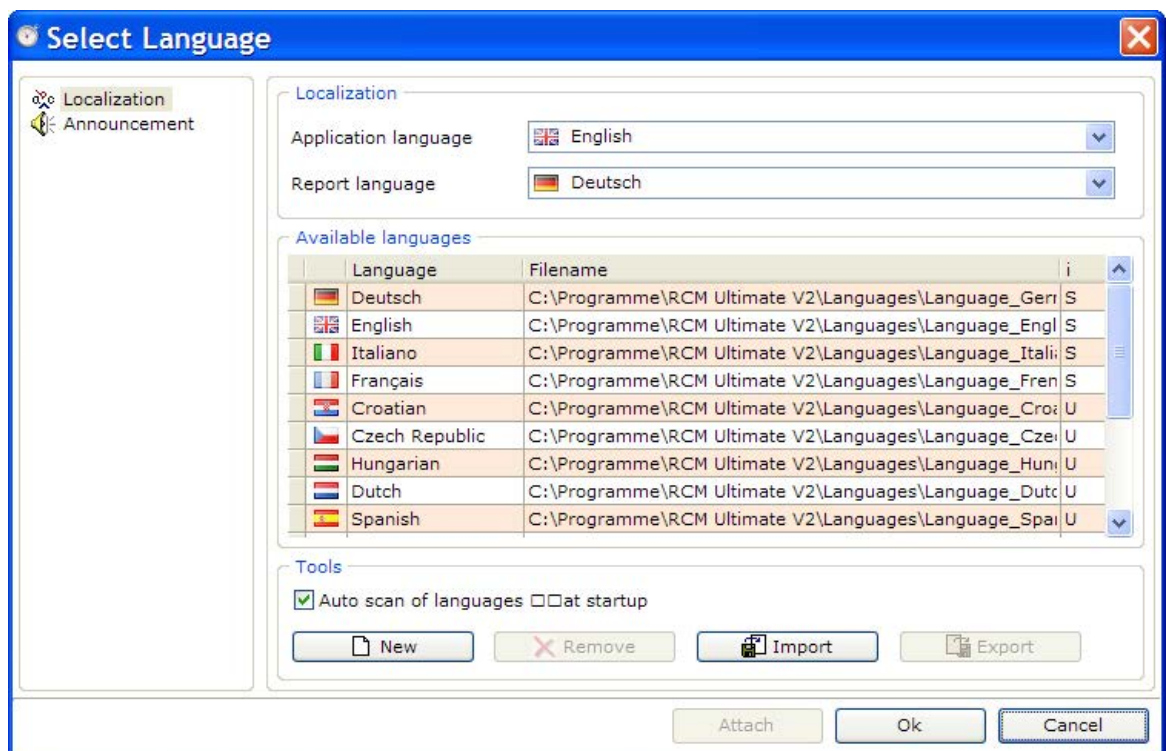 Select Language
Localization
Announcement
Localization
Application language English
Report language Deutsch
Available languages
Language Filename i
Deutsch C:\Programme\RCM Ultimate V2\Languages\Language_Gerr S
English C:\Programme\RCM Ultimate V2\Languages\Language_Engl S
Italiano C:\Programme\RCM Ultimate V2\Languages\Language_Itali S
Français C:\Programme\RCM Ultimate V2\Languages\Language_Fren S
Croatian C:\Programme\RCM Ultimate V2\Languages\Language_Croa U
Czech Republic C:\Programme\RCM Ultimate V2\Languages\Language_Cze U
Hungarian C:\Programme\RCM Ultimate V2\Languages\Language_Hung U
Dutch C:\Programme\RCM Ultimate V2\Languages\Language_Dutc U
Spanish C:\Programme\RCM Ultimate V2\Languages\Language_Spa U
Tools
Auto scan of languages □□at startup
New Remove Import Export
Attach Ok Cancel